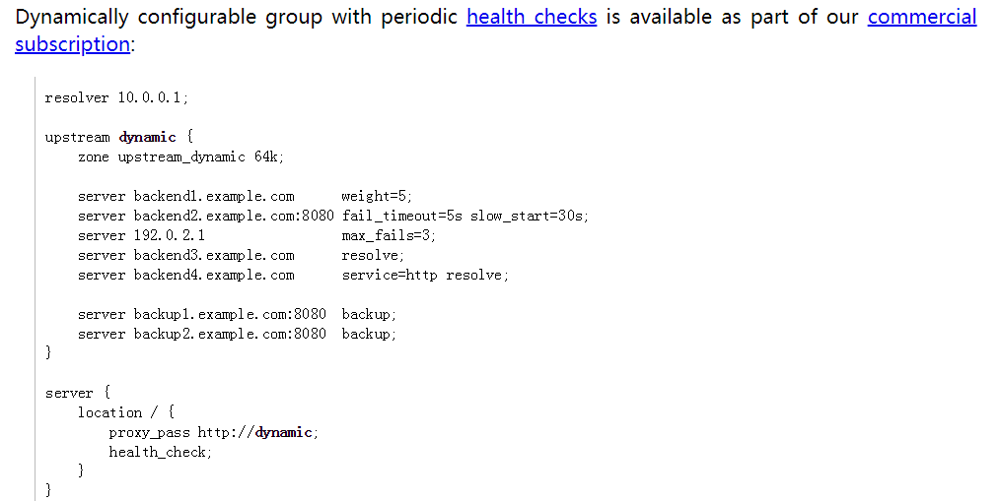 Dynamically configurable group with periodic health checks is available as part of our commercial
subscription:
resolver 10.0.0.1;
upstream dynamic {
    zone upstream_dynamic 64k;
    server backend1.example.com      weight=5;
    server backend2.example.com:8080 fail_timeout=5s slow_start=30s;
    server 192.0.2.1                 max_fails=3;
    server backend3.example.com      resolve;
    server backend4.example.com      service=http resolve;
    server backup1.example.com:8080  backup;
    server backup2.example.com:8080  backup;
}
server {
    location / {
        proxy_pass http://dynamic;
        health_check;
    }
}